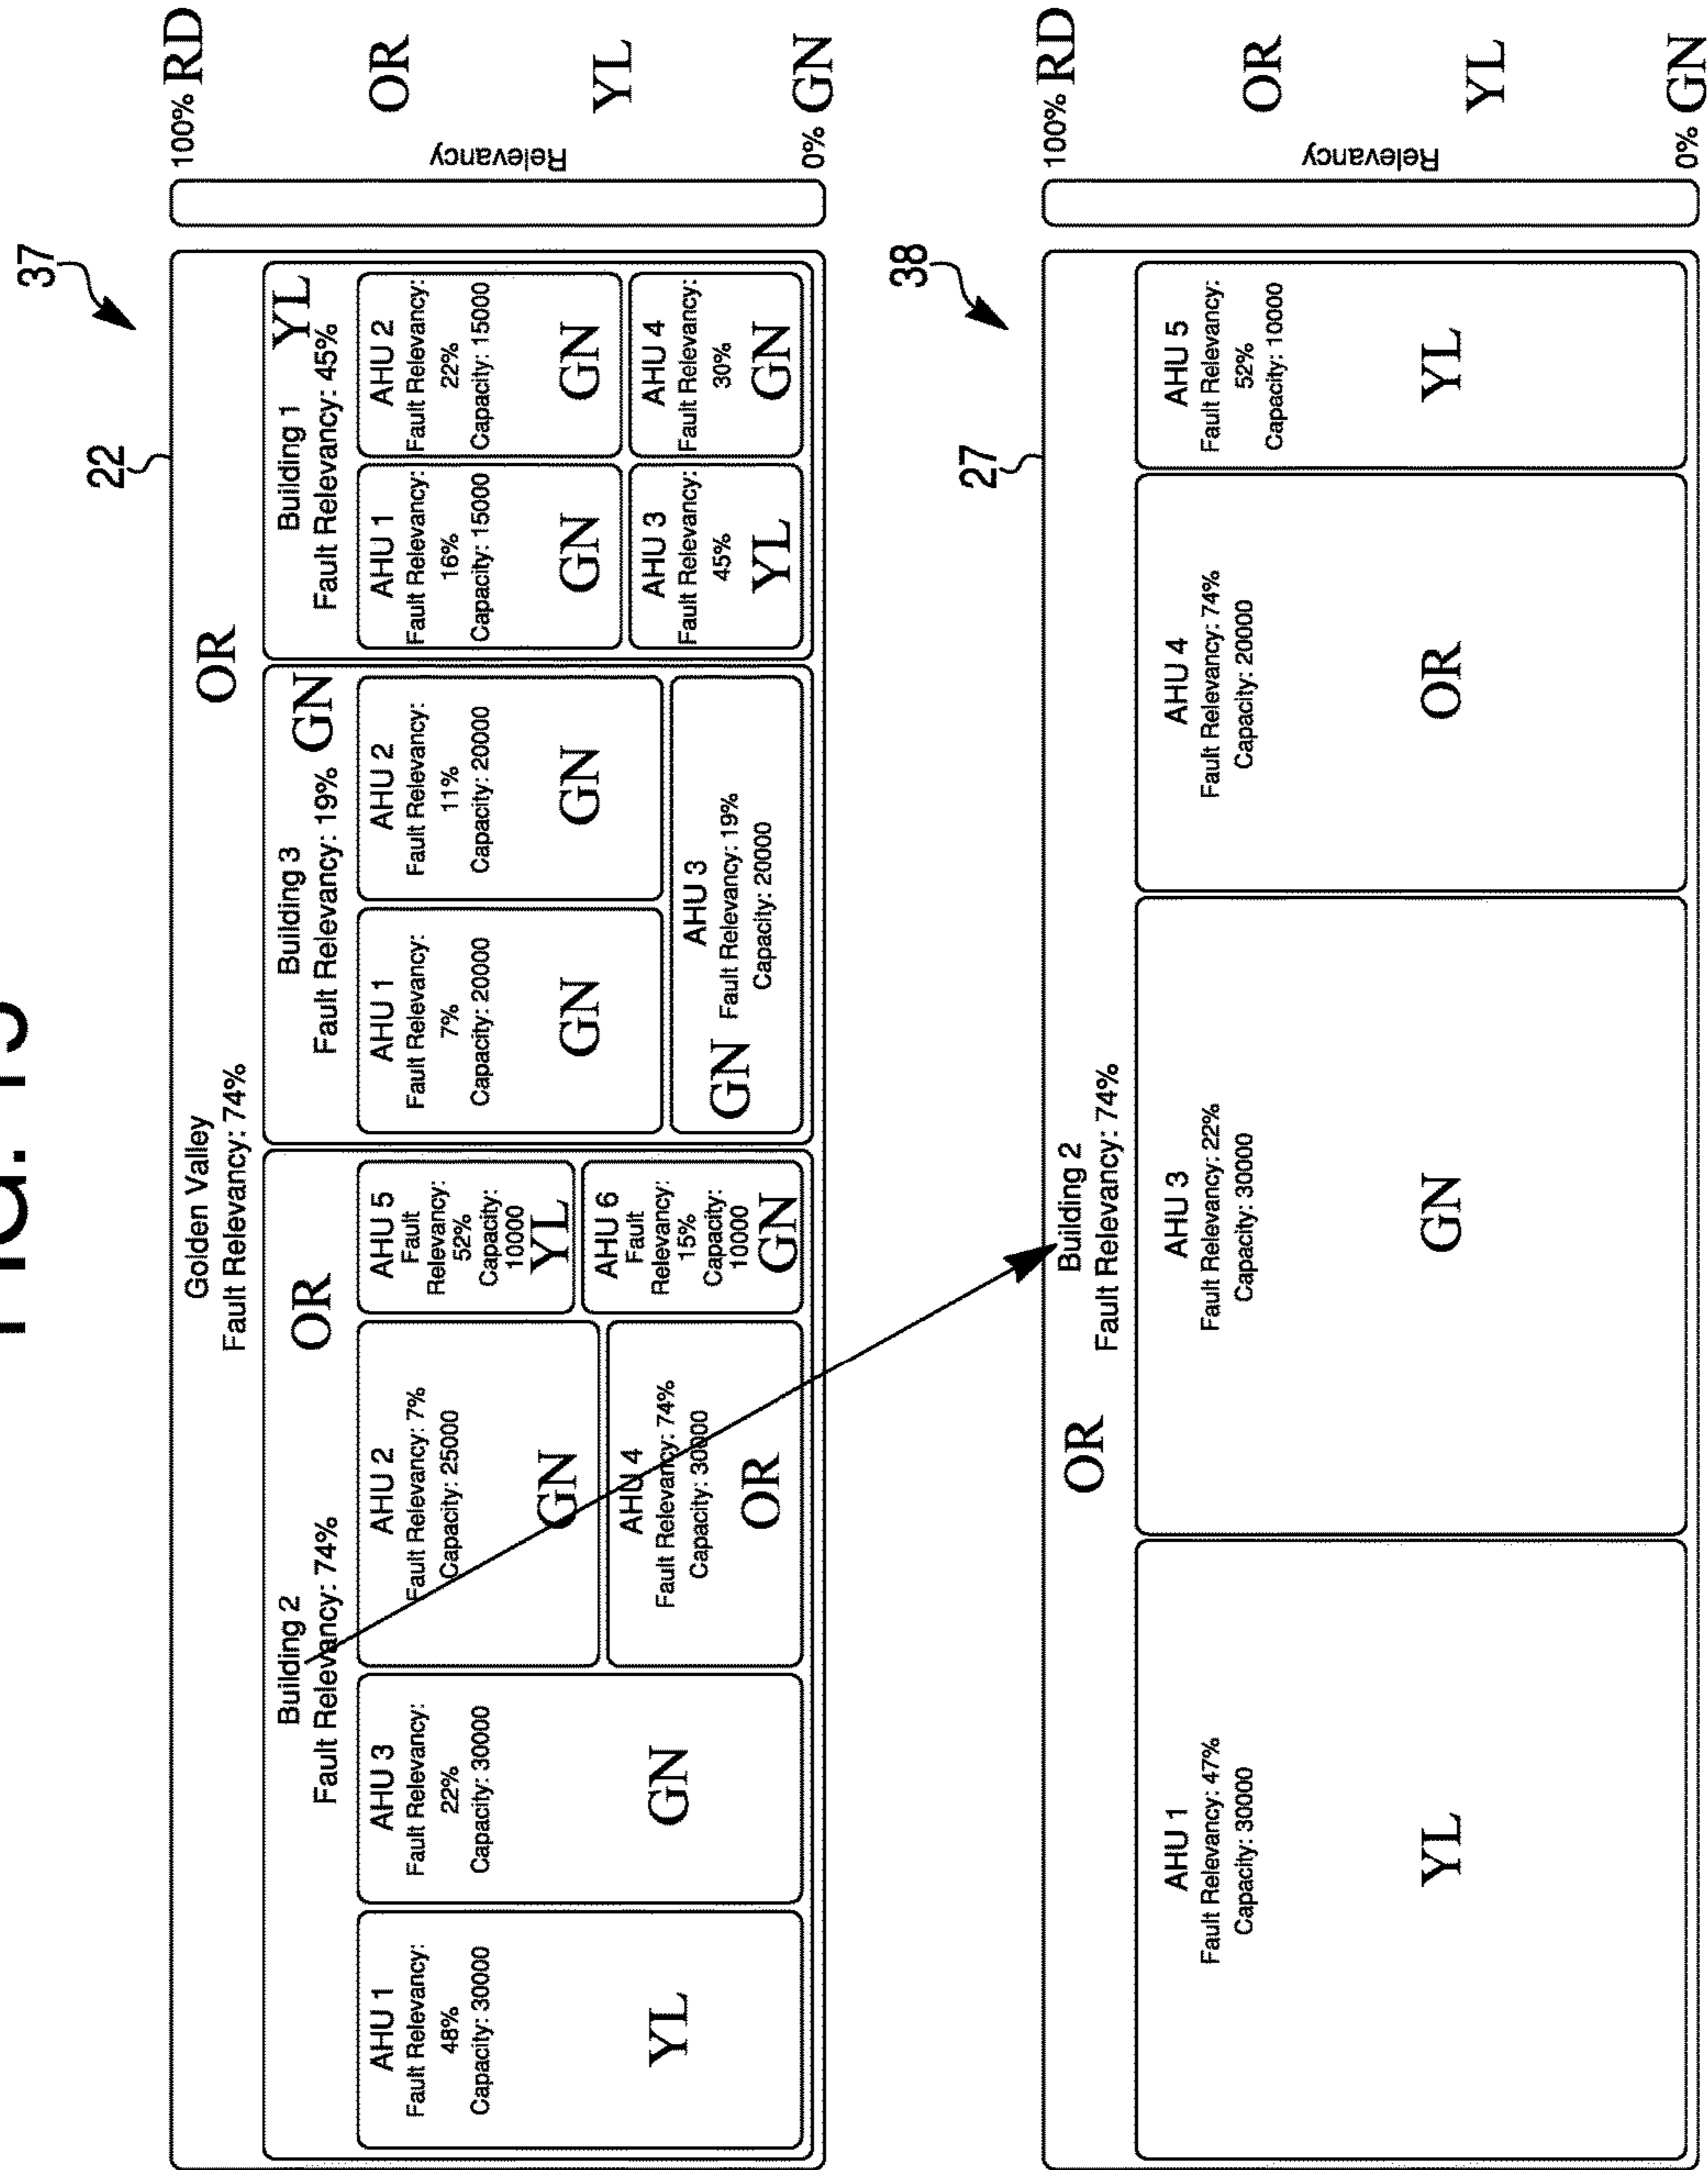 37
22
Golden Valley
Fault Relevancy: 74%
OR
Building 2
Fault Relevancy: 74%
OR
AHU 1
Fault Relevancy:
48%
Capacity: 30000
YL
AHU 3
Fault Relevancy:
22%
Capacity: 30000
GN
AHU 2
Fault Relevancy: 7%
Capacity: 25000
GN
AHU 4
Fault Relevancy: 74%
Capacity: 30000
OR
AHU 5
Fault
Relevancy:
52%
Capacity:
10000
YL
AHU 6
Fault
Relevancy:
15%
Capacity:
10000
GN
Building 3
Fault Relevancy: 19%
GN
AHU 1
Fault Relevancy:
7%
Capacity: 20000
GN
AHU 2
Fault Relevancy:
11%
Capacity: 20000
GN
AHU 3
Fault Relevancy: 19%
Capacity: 20000
GN
Building 1
Fault Relevancy: 45%
YL
AHU 1
Fault Relevancy:
16%
Capacity: 15000
GN
AHU 2
Fault Relevancy:
22%
Capacity: 15000
GN
AHU 3
Fault Relevancy:
45%
YL
AHU 4
Fault Relevancy:
30%
GN
100% RD
OR
Relevancy
YL
0% GN
38
27
Building 2
Fault Relevancy: 74%
OR
AHU 1
Fault Relevancy: 47%
Capacity: 30000
YL
AHU 3
Fault Relevancy: 22%
Capacity: 30000
GN
AHU 4
Fault Relevancy: 74%
Capacity: 20000
OR
AHU 5
Fault Relevancy:
52%
Capacity: 10000
YL
100% RD
OR
Relevancy
YL
0% GN